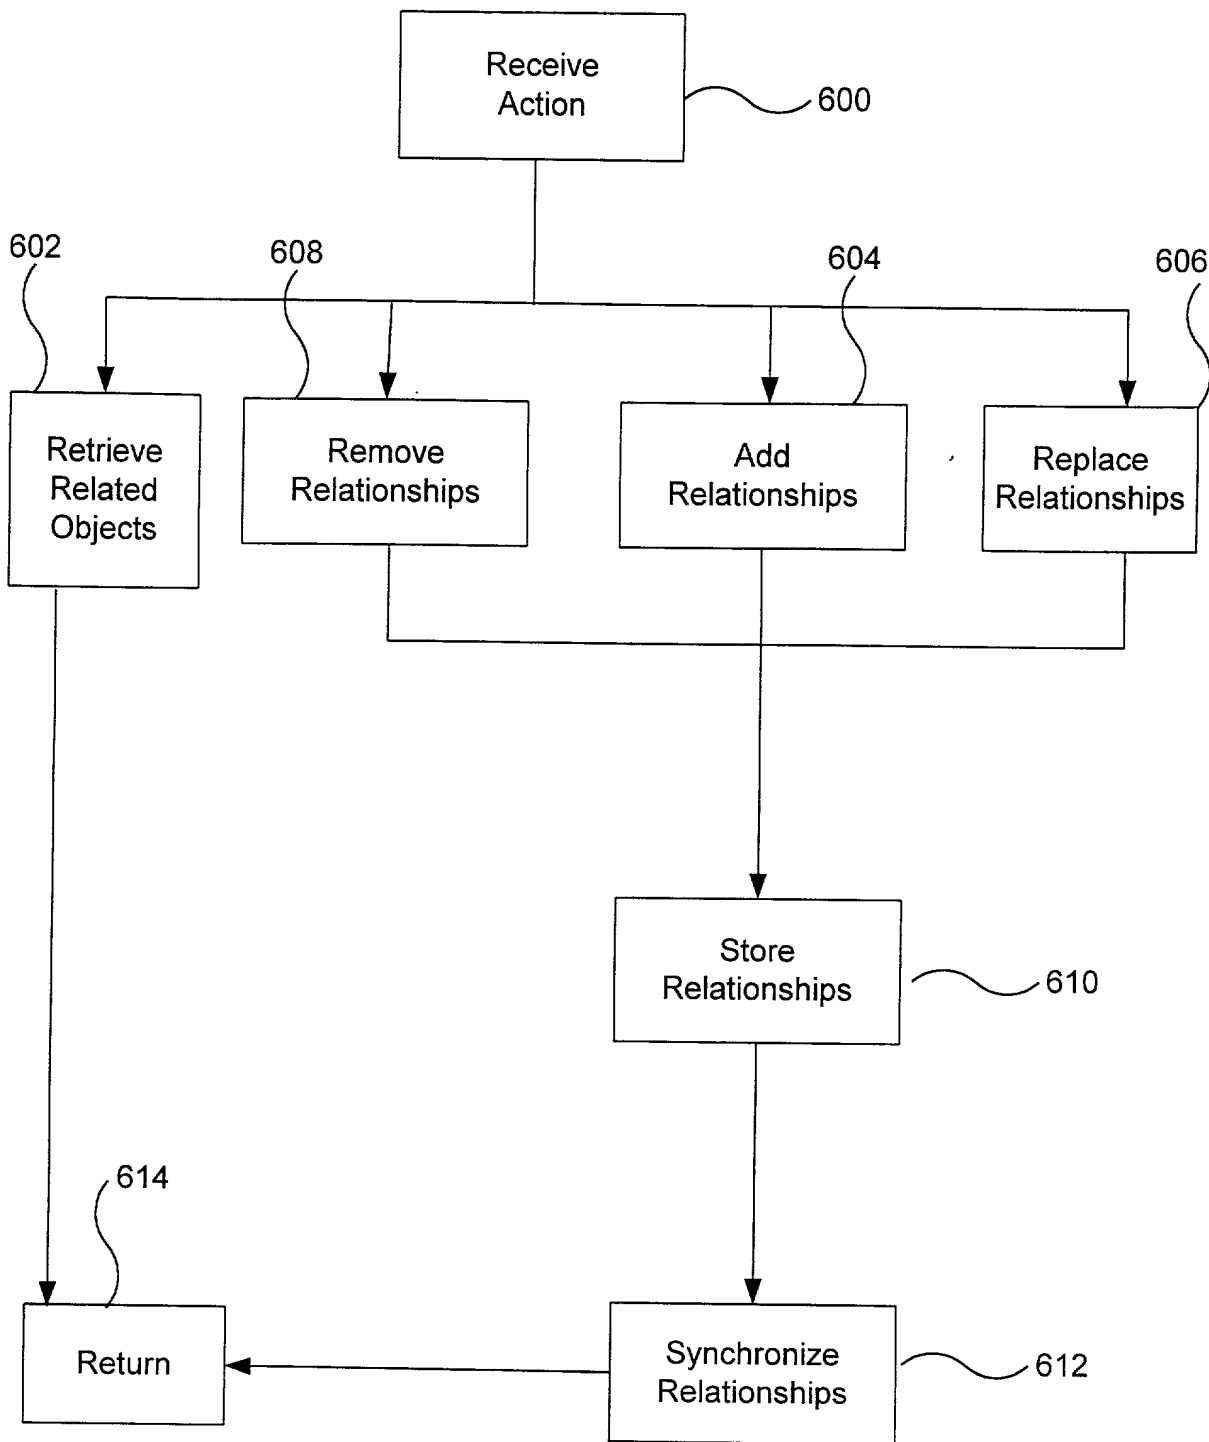 Receive
Action
600
602
608
604
606
Retrieve
Related
Objects
Remove
Relationships
Add
Relationships
Replace
Relationships
Store
Relationships
610
614
Return
Synchronize
Relationships
612